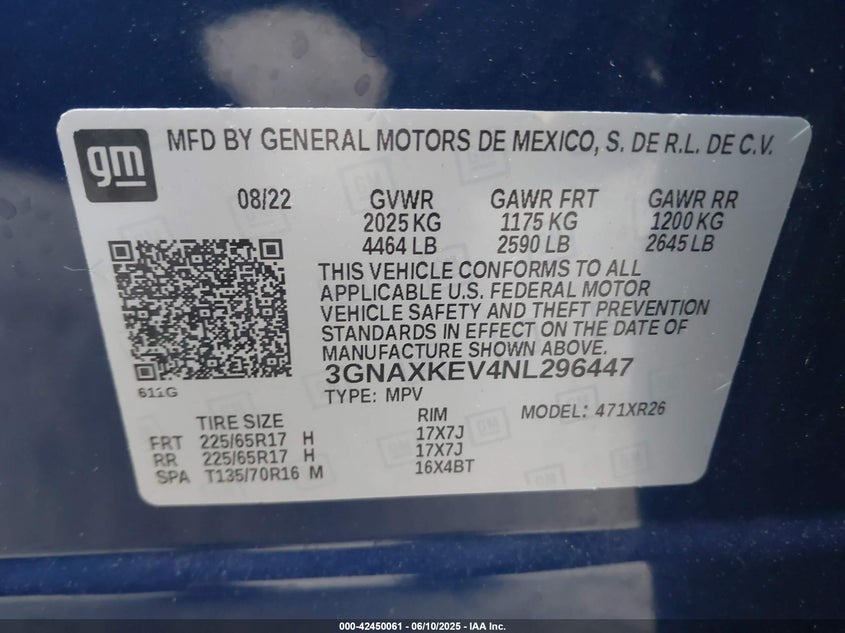 gm
MFD BY GENERAL MOTORS DE MEXICO, S. DE R.L. DE C.V.
08/22 GVWR GAWR FRT GAWR RR
2025 KG 1175 KG 1200 KG
4464 LB 2590 LB 2645 LB
THIS VEHICLE CONFORMS TO ALL
APPLICABLE U.S. FEDERAL MOTOR
VEHICLE SAFETY AND THEFT PREVENTION
STANDARDS IN EFFECT ON THE DATE OF
MANUFACTURE SHOWN ABOVE.
3GNAXKEV4NL296447
611G
TYPE: MPV
MODEL: 471XR26
TIRE SIZE RIM
FRT 225/65R17 H 17X7J
RR 225/65R17 H 17X7J
SPA T135/70R16 M 16X4BT
000-42450061 - 06/10/2025 - IAA Inc.